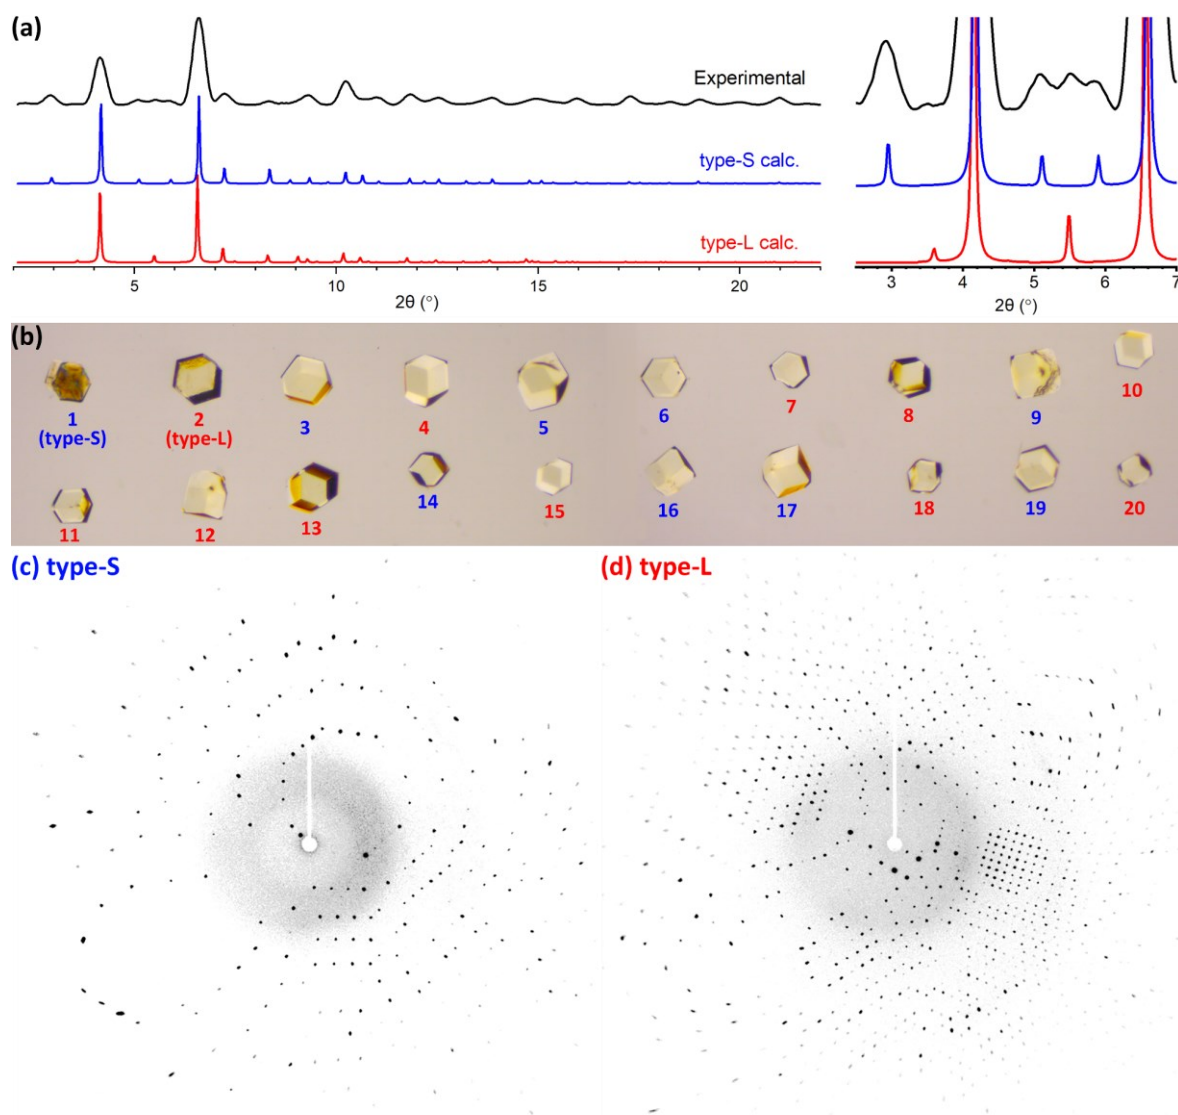 (a)
Experimental
type-S calc.
type-L calc.
5 10 15 20
2θ (°)
3 4 5 6 7
2θ (°)
(b)
1 2 3 4 5 6 7 8 9 10
(type-S) (type-L)
11 12 13 14 15 16 17 18 19 20
(c) type-S
(d) type-L